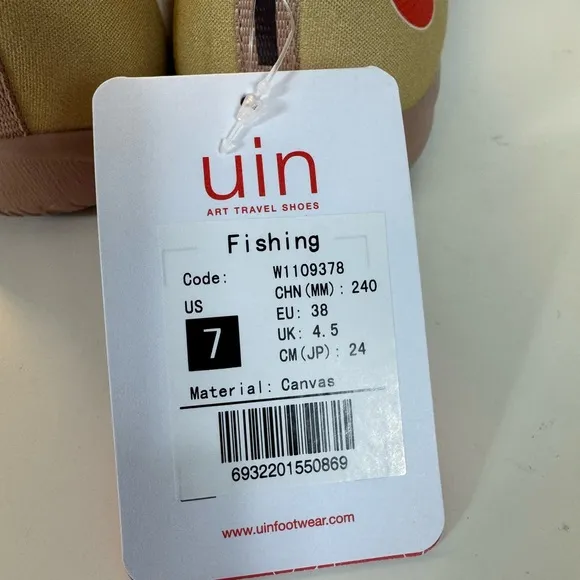 uin
ART TRAVEL SHOES
Fishing
Code: W1109378
US
7
CHN(MM): 240
EU: 38
UK: 4.5
CM(JP): 24
Material: Canvas
6932201550869
www.uinfootwear.com